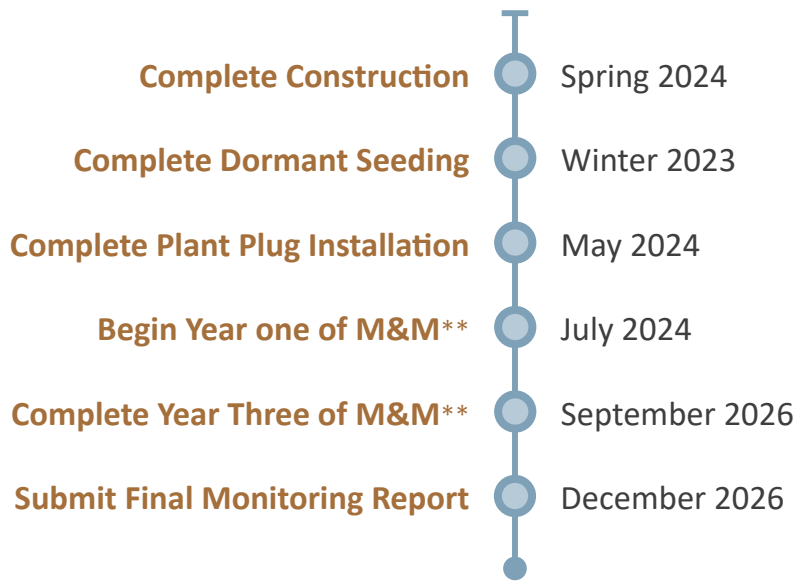 Complete Construction Spring 2024
Complete Dormant Seeding Winter 2023
Complete Plant Plug Installation May 2024
Begin Year one of M&M** July 2024
Complete Year Three of M&M** September 2026
Submit Final Monitoring Report December 2026